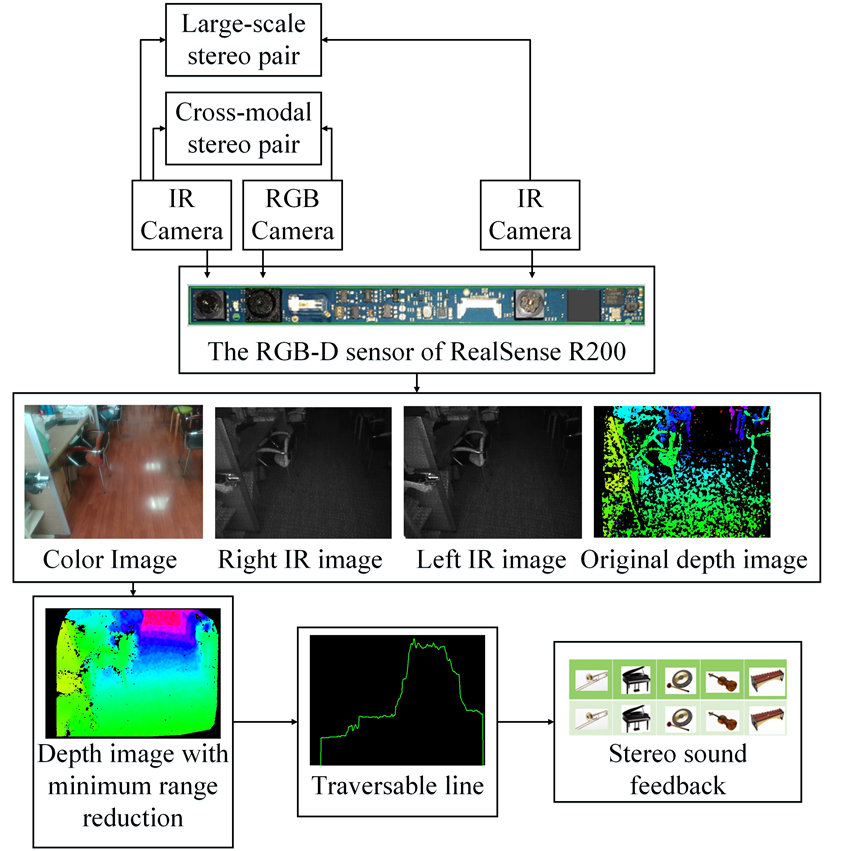 Large-scale
stereo pair
Cross-modal
stereo pair
IR
Camera
RGB
Camera
IR
Camera
The RGB-D sensor of RealSense R200
Color Image
Right IR image
Left IR image
Original depth image
Depth image with
minimum range
reduction
Traversable line
Stereo sound
feedback